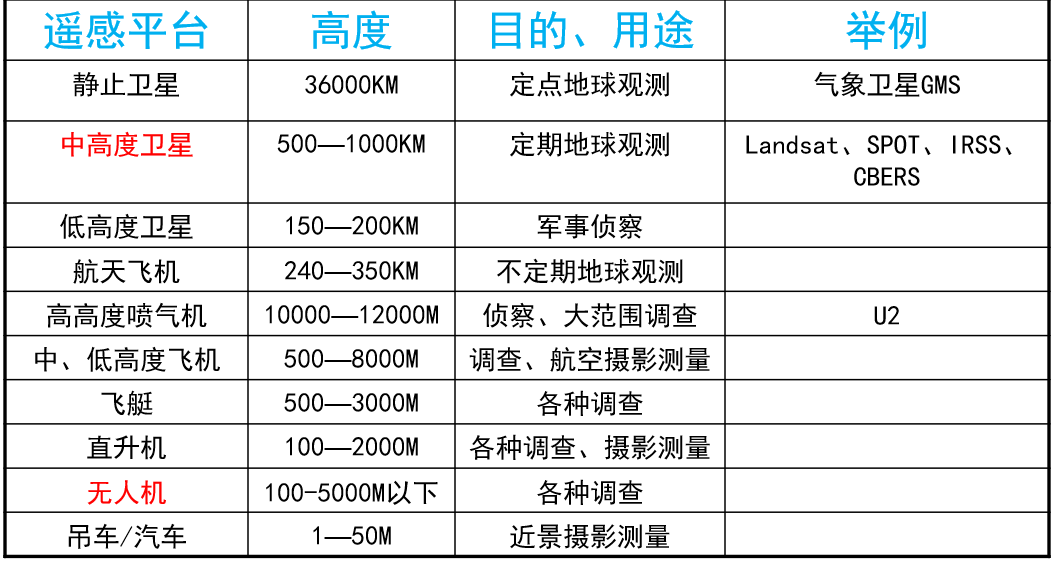 遥感平台 高度 目的、用途 举例
静止卫星 36000KM 定点地球观测 气象卫星GMS
中高度卫星 500—1000KM 定期地球观测 Landsat、SPOT、IRSS、
CBERS
低高度卫星 150—200KM 军事侦察
航天飞机 240—350KM 不定期地球观测
高高度喷气机 10000—12000M 侦察、大范围调查 U2
中、低高度飞机 500—8000M 调查、航空摄影测量
飞艇 500—3000M 各种调查
直升机 100—2000M 各种调查、摄影测量
无人机 100-5000M以下 各种调查
吊车/汽车 1—50M 近景摄影测量